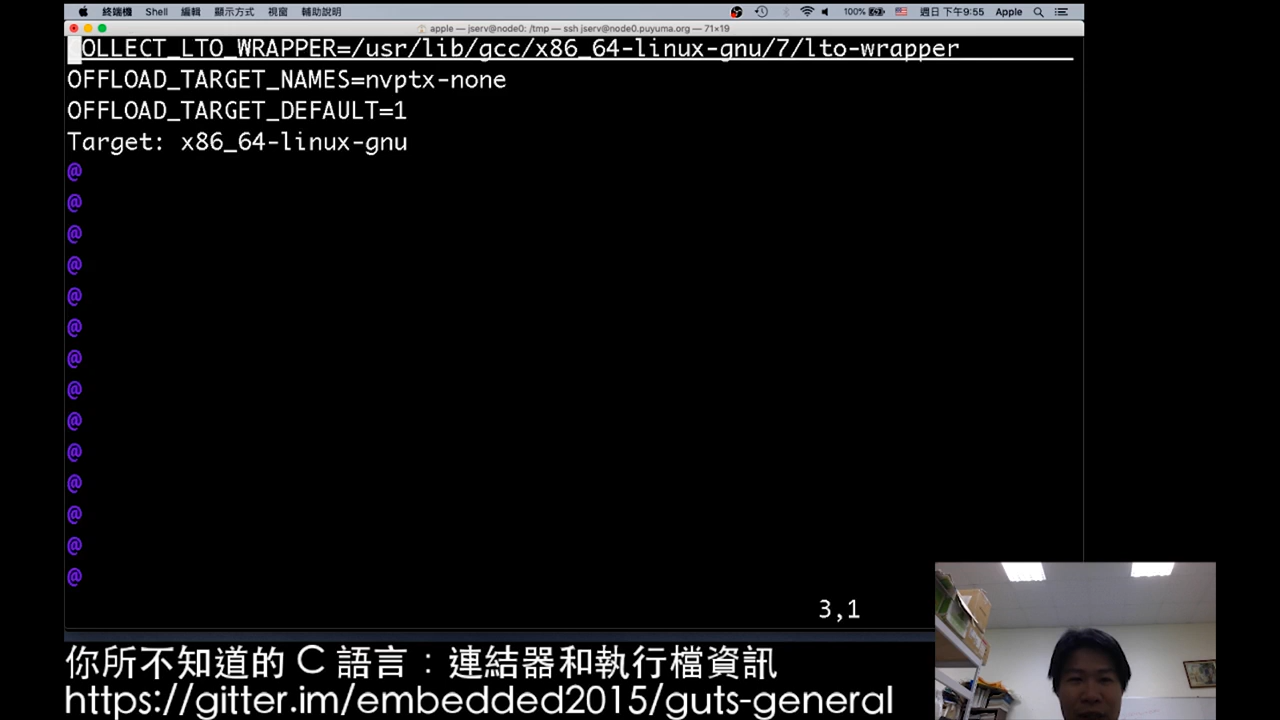 終端機 Shell 編輯 顯示方式 視窗 輔助說明 100% 週日 下午9:55 Apple
apple — jserv@node0: /tmp — ssh jserv@node0.puyuma.org — 71×19
OLLECT_LTO_WRAPPER=/usr/lib/gcc/x86_64-linux-gnu/7/lto-wrapper
OFFLOAD_TARGET_NAMES=nvptx-none
OFFLOAD_TARGET_DEFAULT=1
Target: x86_64-linux-gnu
@
@
@
@
@
@
@
@
@
@
@
@
@
@
3,1
你所不知道的 C 語言：連結器和執行檔資訊
https://gitter.im/embedded2015/guts-general